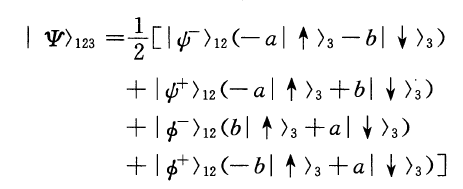 | Ψ⟩₁₂₃ = 1/2 [| ψ⁻⟩₁₂(−a| ↑ ⟩₃ − b| ↓ ⟩₃)
+ | ψ⁺⟩₁₂(−a| ↑ ⟩₃ + b| ↓ ⟩₃)
+ | ϕ⁻⟩₁₂(b| ↑ ⟩₃ + a| ↓ ⟩₃)
+ | ϕ⁺⟩₁₂(−b| ↑ ⟩₃ + a| ↓ ⟩₃)]